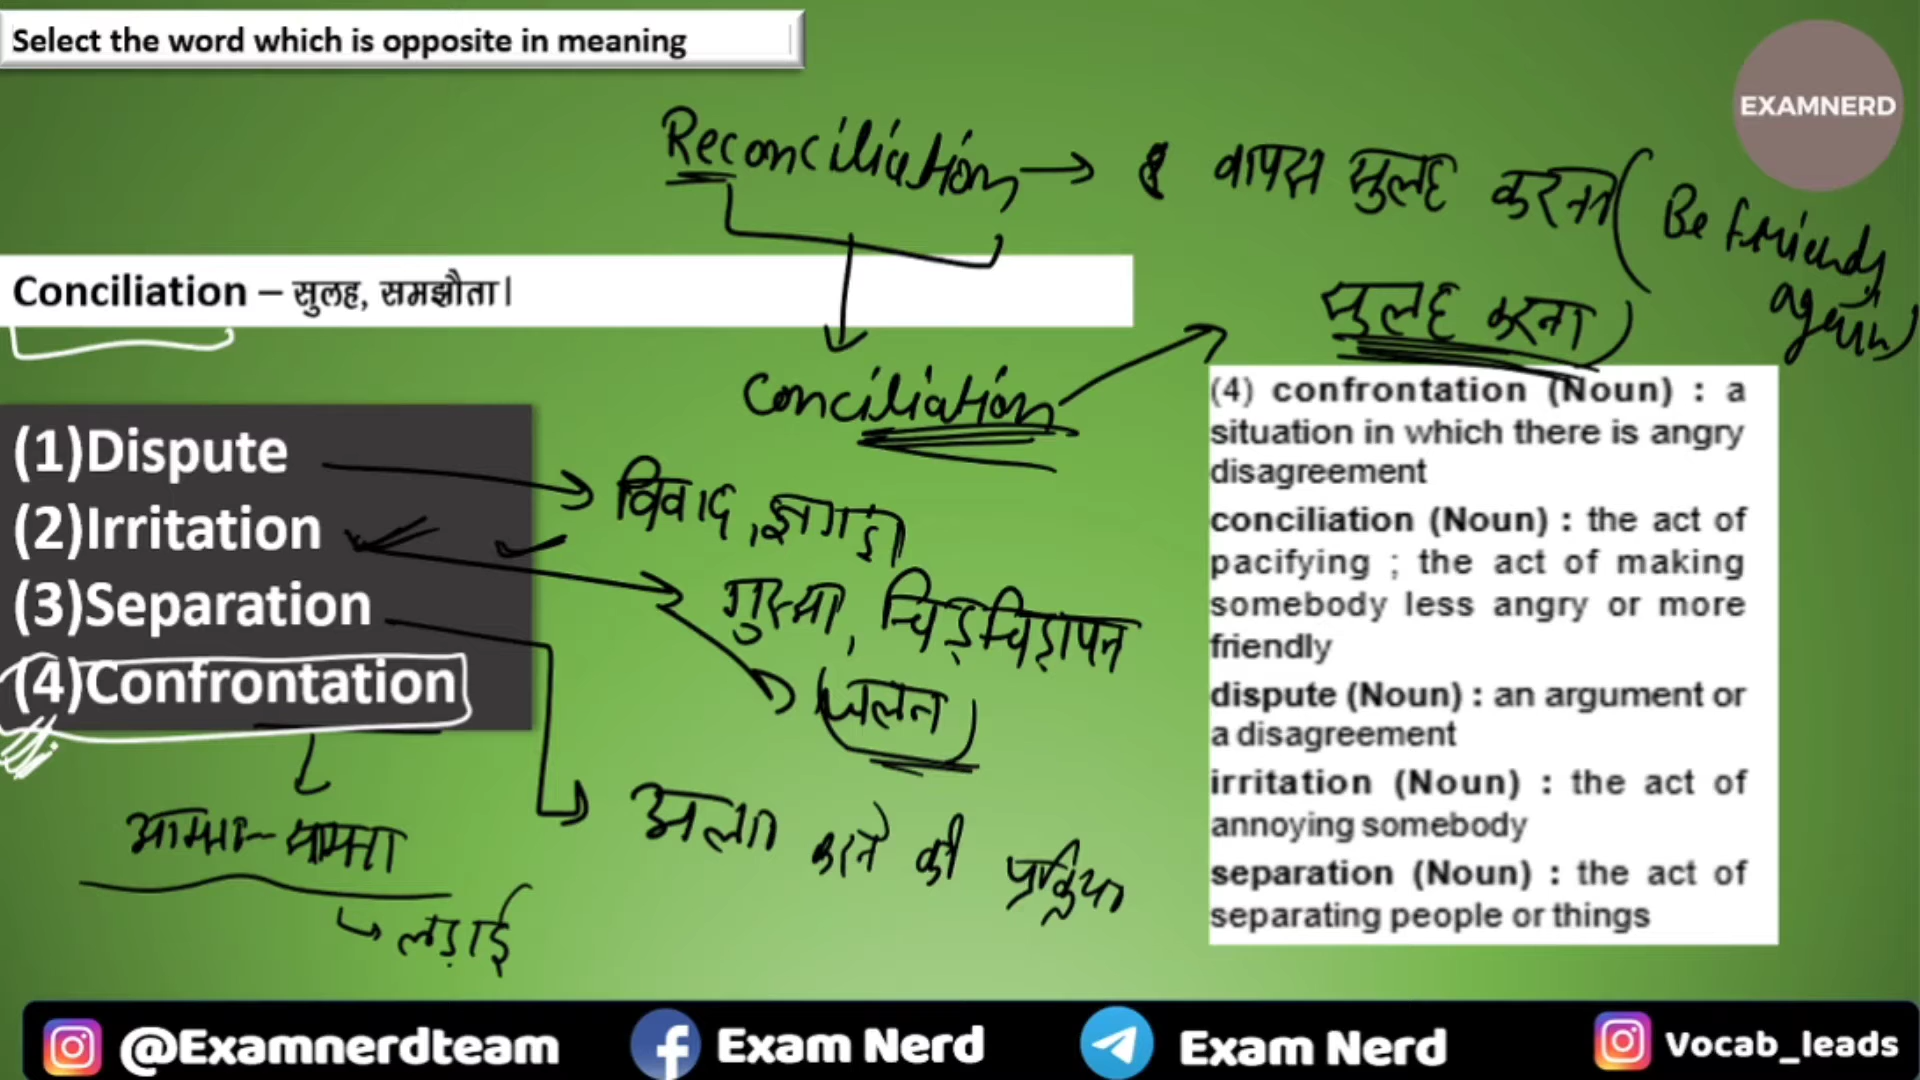 Select the word which is opposite in meaning
EXAMNERD
Reconciliation → वापस सुलह करना (Be friends again)
Conciliation – सुलह, समझौता।
सुलह करना)
Conciliation
(1)Dispute
(2)Irritation
(3)Separation
(4)Confrontation
विवाद, झगड़ा
गुस्सा, चिड़चिड़ापन
(जलन)
अलग करने की प्रक्रिया
आमना-सामना
लड़ाई
(4) confrontation (Noun) : a
situation in which there is angry
disagreement
conciliation (Noun) : the act of
pacifying ; the act of making
somebody less angry or more
friendly
dispute (Noun) : an argument or
a disagreement
irritation (Noun) : the act of
annoying somebody
separation (Noun) : the act of
separating people or things
@Examnerdteam
Exam Nerd
Exam Nerd
Vocab_leads